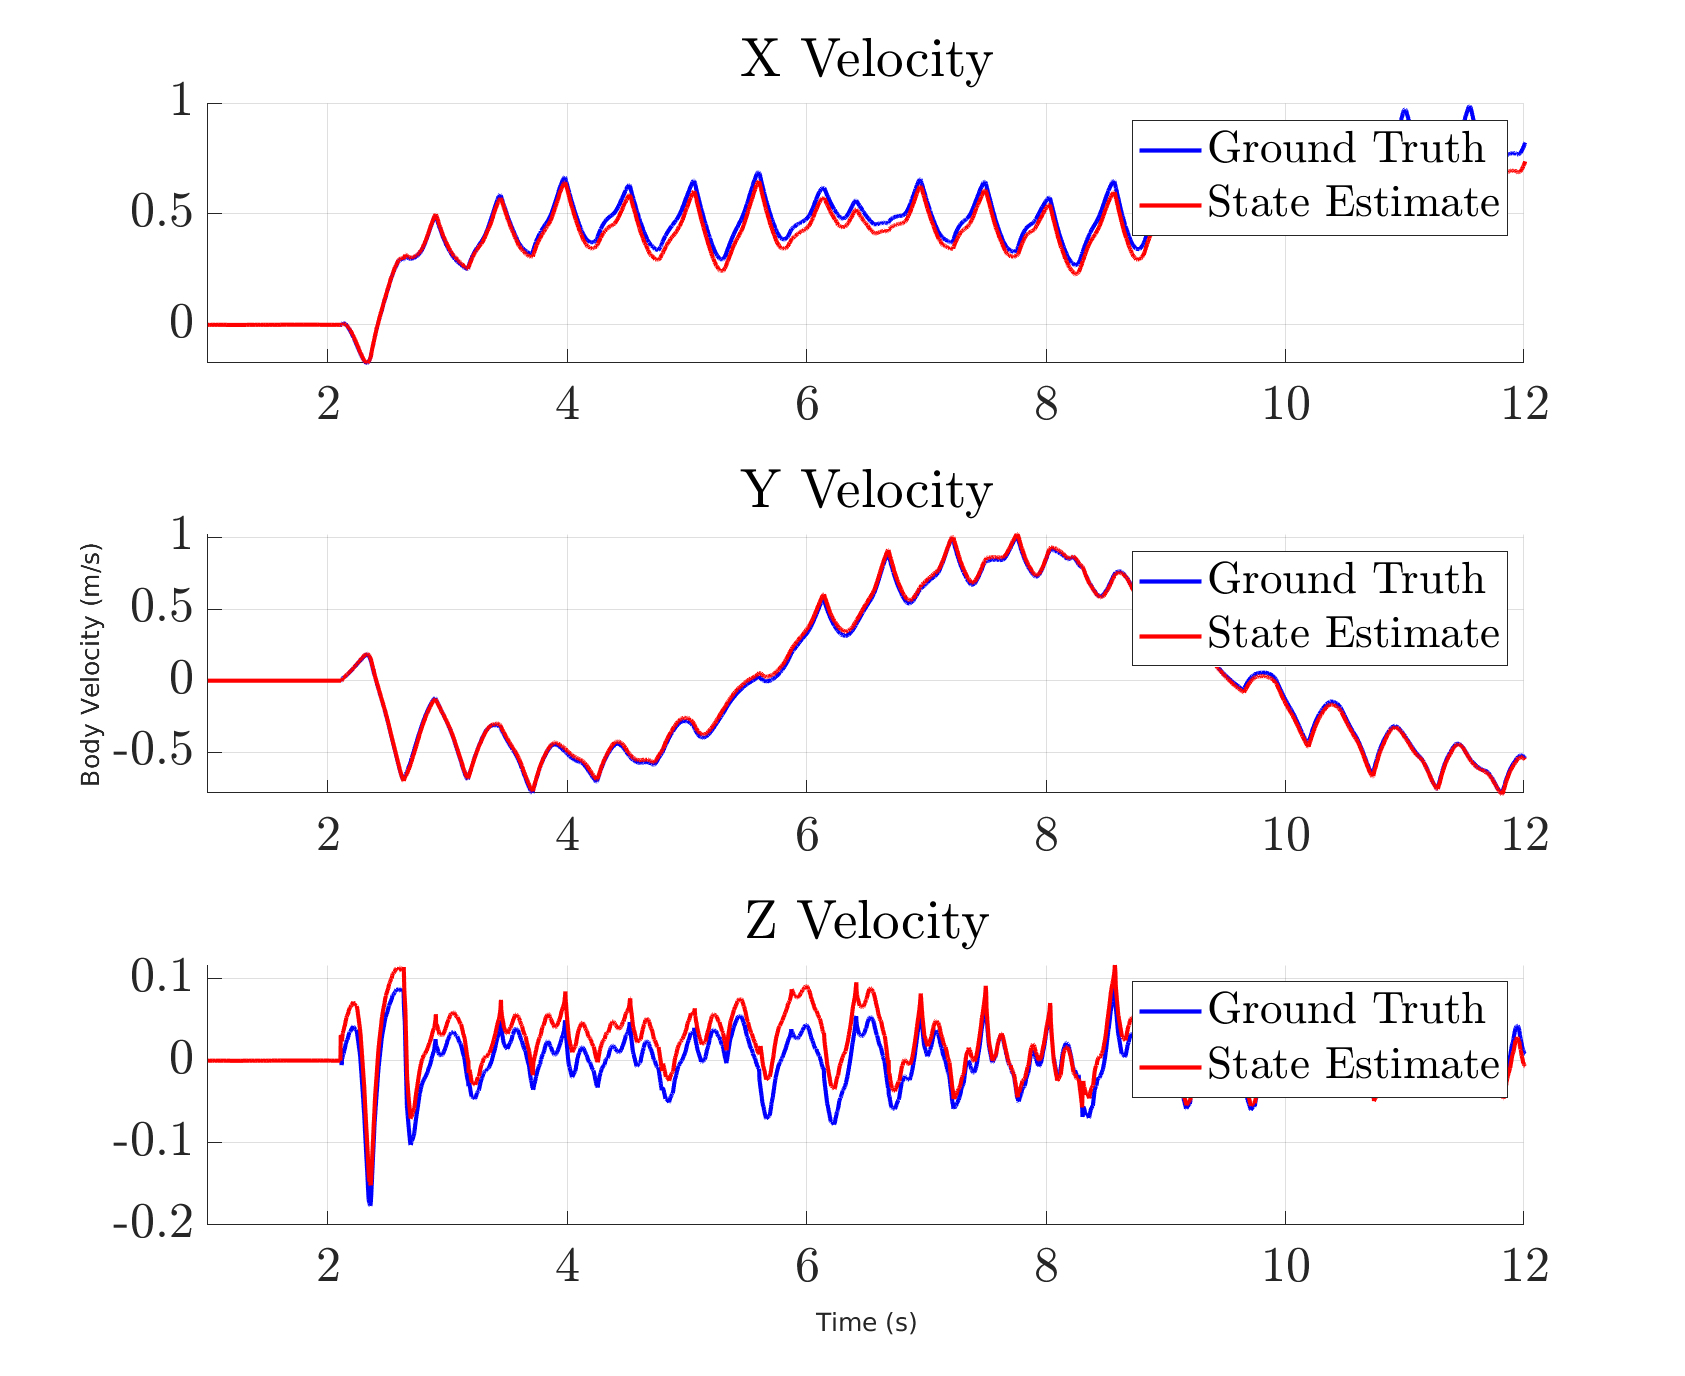 X Velocity
1
0.5
0
Ground Truth
State Estimate
2 4 6 8 10 12
Y Velocity
Body Velocity (m/s)
1
0.5
0
-0.5
Ground Truth
State Estimate
2 4 6 8 10 12
Z Velocity
0.1
0
-0.1
-0.2
Ground Truth
State Estimate
2 4 6 8 10 12
Time (s)